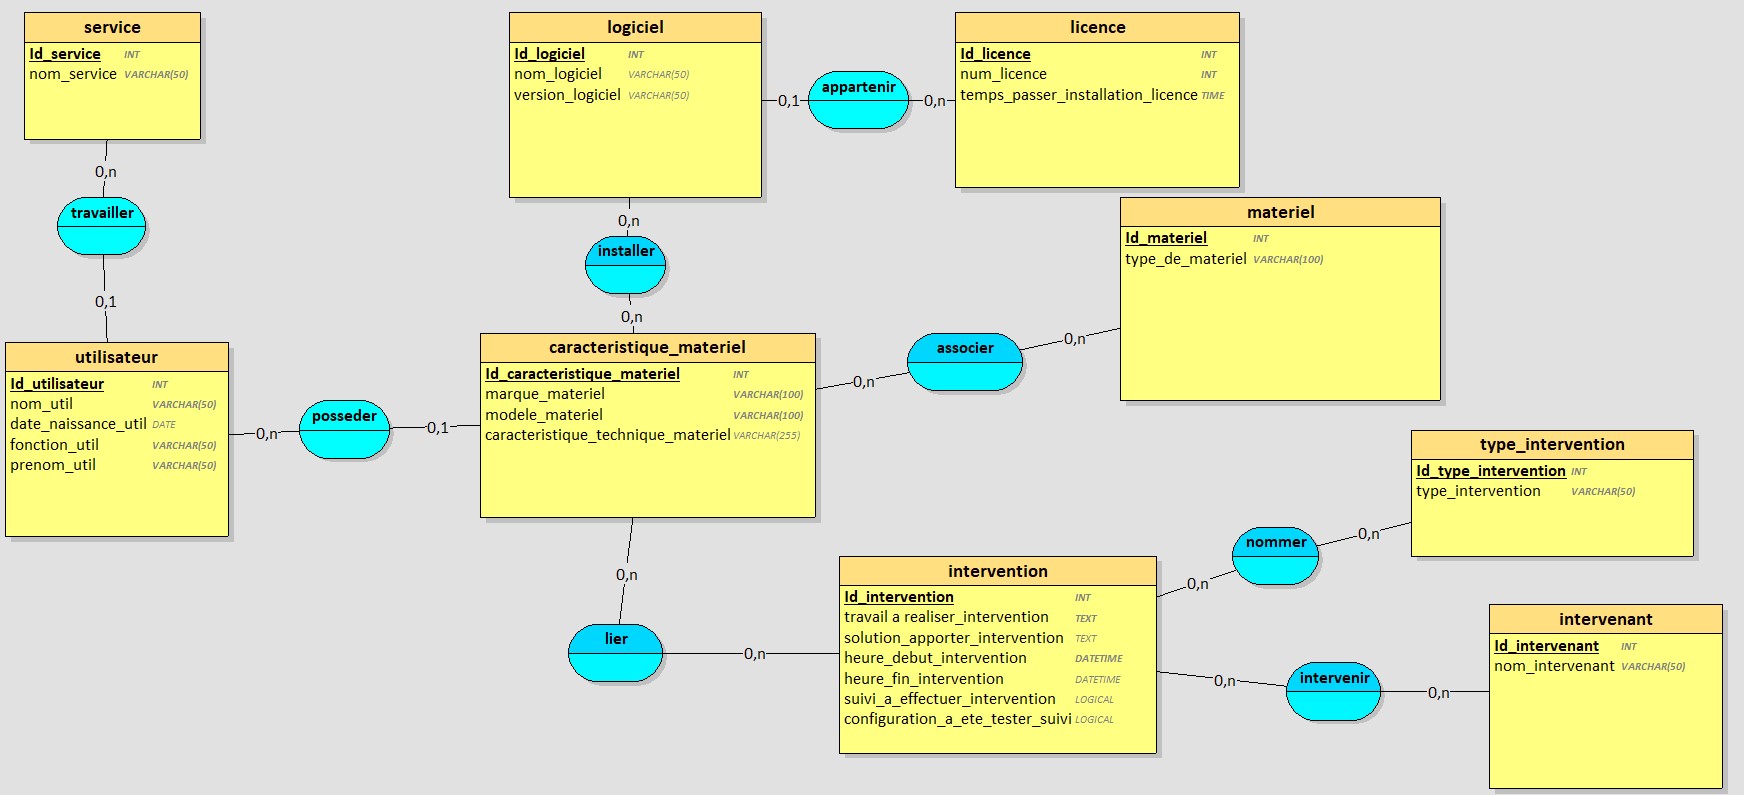 service
Id_service INT
nom_service VARCHAR(50)
0,n
travailler
0,1
utilisateur
Id_utilisateur INT
nom_util VARCHAR(50)
date_naissance_util DATE
fonction_util VARCHAR(50)
prenom_util VARCHAR(50)
0,n
posseder
0,1
logiciel
Id_logiciel INT
nom_logiciel VARCHAR(50)
version_logiciel VARCHAR(50)
0,1
appartenir
0,n
licence
Id_licence INT
num_licence INT
temps_passer_installation_licence TIME
0,n
installer
0,n
caracteristique_materiel
Id_caracteristique_materiel INT
marque_materiel VARCHAR(100)
modele_materiel VARCHAR(100)
caracteristique_technique_materiel VARCHAR(255)
0,n
associer
0,n
materiel
Id_materiel INT
type_de_materiel VARCHAR(100)
0,n
lier
0,n
intervention
Id_intervention INT
travail a realiser_intervention TEXT
solution_apporter_intervention TEXT
heure_debut_intervention DATETIME
heure_fin_intervention DATETIME
suivi_a_effectuer_intervention LOGICAL
configuration_a_ete_tester_suivi LOGICAL
0,n
nommer
0,n
type_intervention
Id_type_intervention INT
type_intervention VARCHAR(50)
0,n
intervenir
0,n
intervenant
Id_intervenant INT
nom_intervenant VARCHAR(50)